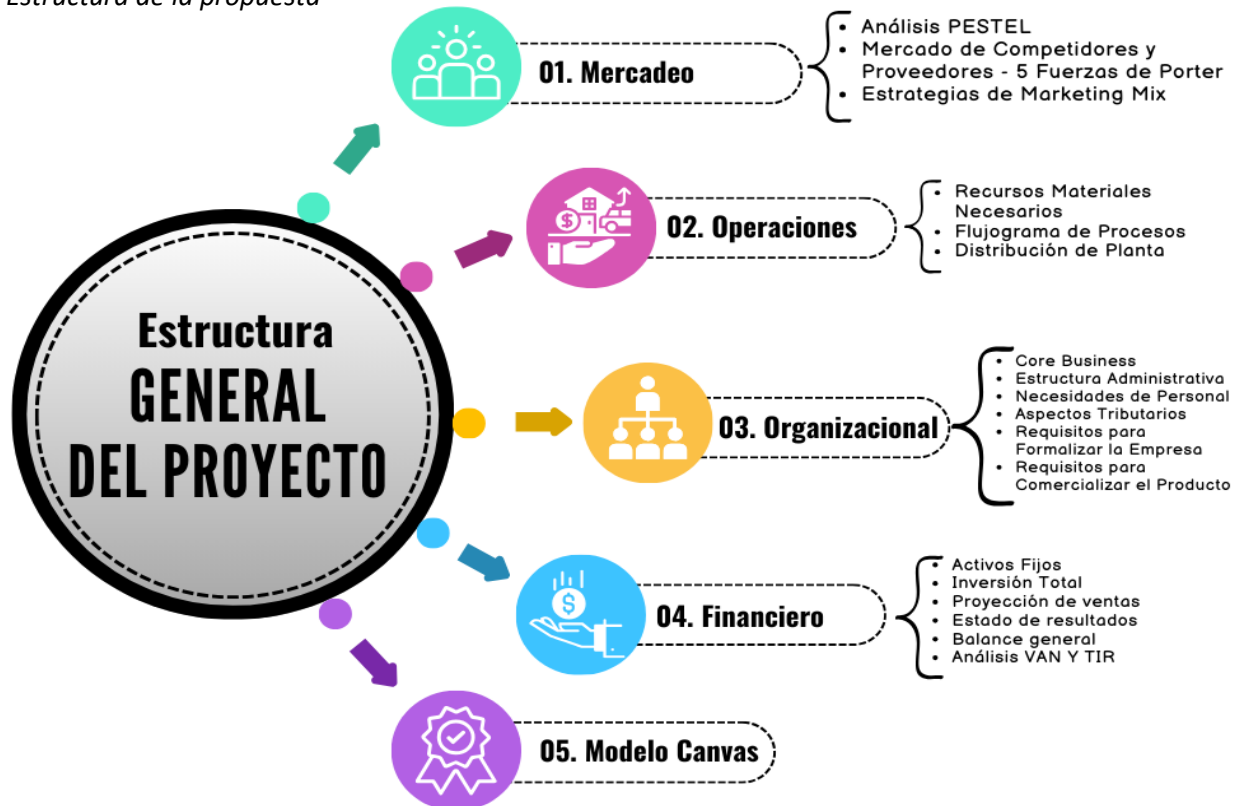 Estructura de la propuesta
01. Mercadeo
• Análisis PESTEL
• Mercado de Competidores y
Proveedores - 5 Fuerzas de Porter
• Estrategias de Marketing Mix
02. Operaciones
• Recursos Materiales
Necesarios
• Flujograma de Procesos
• Distribución de Planta
Estructura
GENERAL
DEL PROYECTO
03. Organizacional
• Core Business
• Estructura Administrativa
• Necesidades de Personal
• Aspectos Tributarios
• Requisitos para
Formalizar la Empresa
• Requisitos para
Comercializar el Producto
04. Financiero
• Activos Fijos
• Inversión Total
• Proyección de ventas
• Estado de resultados
• Balance general
• Análisis VAN Y TIR
05. Modelo Canvas